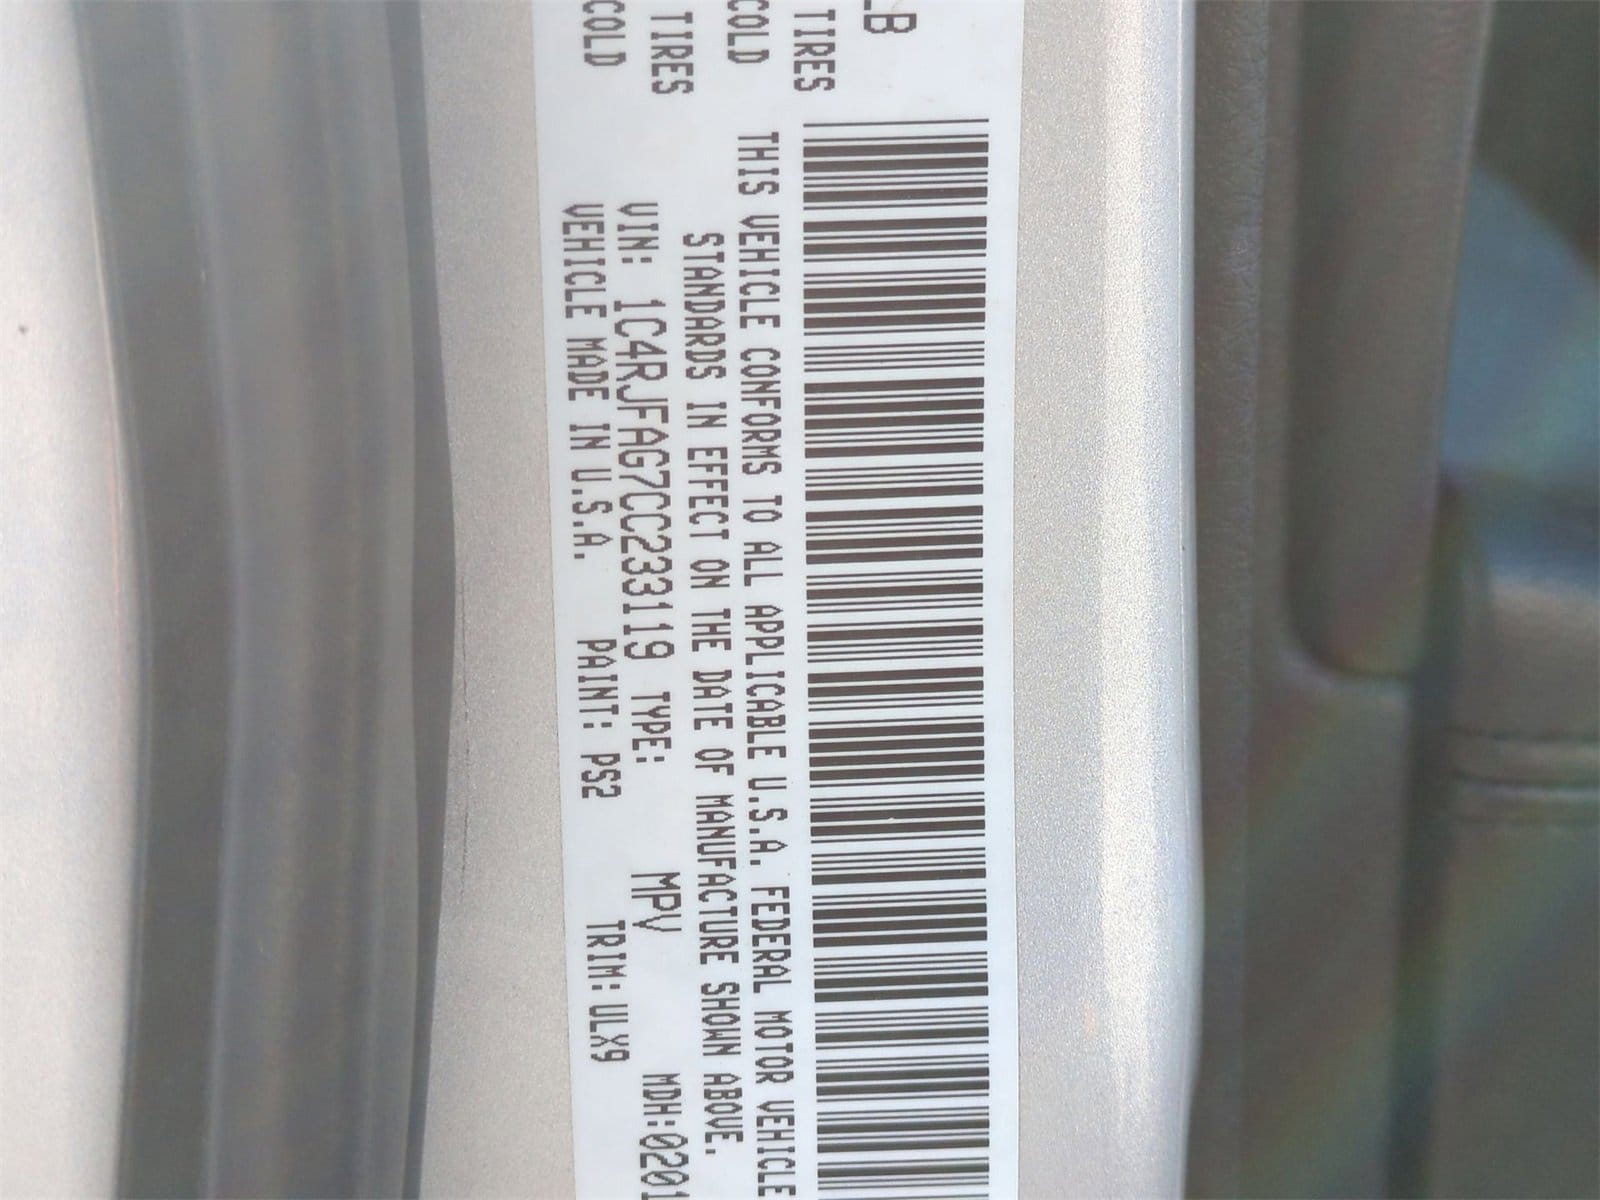 LB
TIRES
COLD
TIRES
COLD
THIS VEHICLE CONFORMS TO ALL APPLICABLE U.S.A. FEDERAL MOTOR VEHICLE
STANDARDS IN EFFECT ON THE DATE OF MANUFACTURE SHOWN ABOVE.
VIN: 1C4RJFAG7CC233119 TYPE: MPV MDH:0201
VEHICLE MADE IN U.S.A. PAINT: PS2 TRIM: ULX9